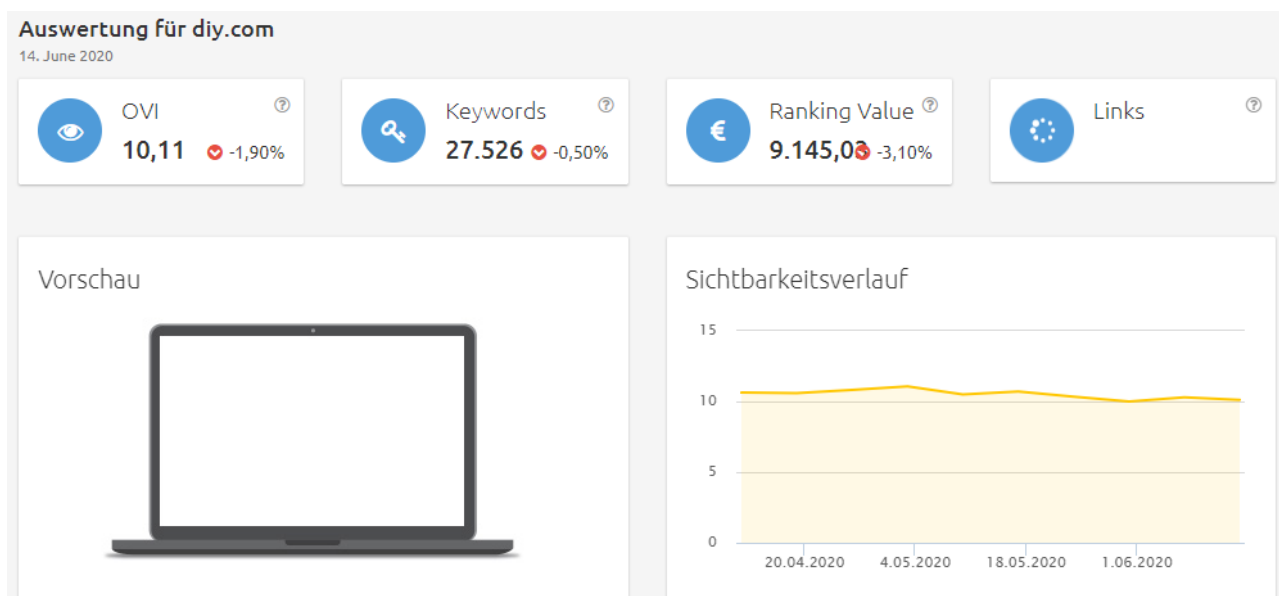 Auswertung für diy.com
14. June 2020
OVI ?
10,11 -1,90%
Keywords ?
27.526 -0,50%
Ranking Value ?
€
9.145,03 -3,10%
Links ?
Vorschau
Sichtbarkeitsverlauf
15
10
5
0
20.04.2020 4.05.2020 18.05.2020 1.06.2020